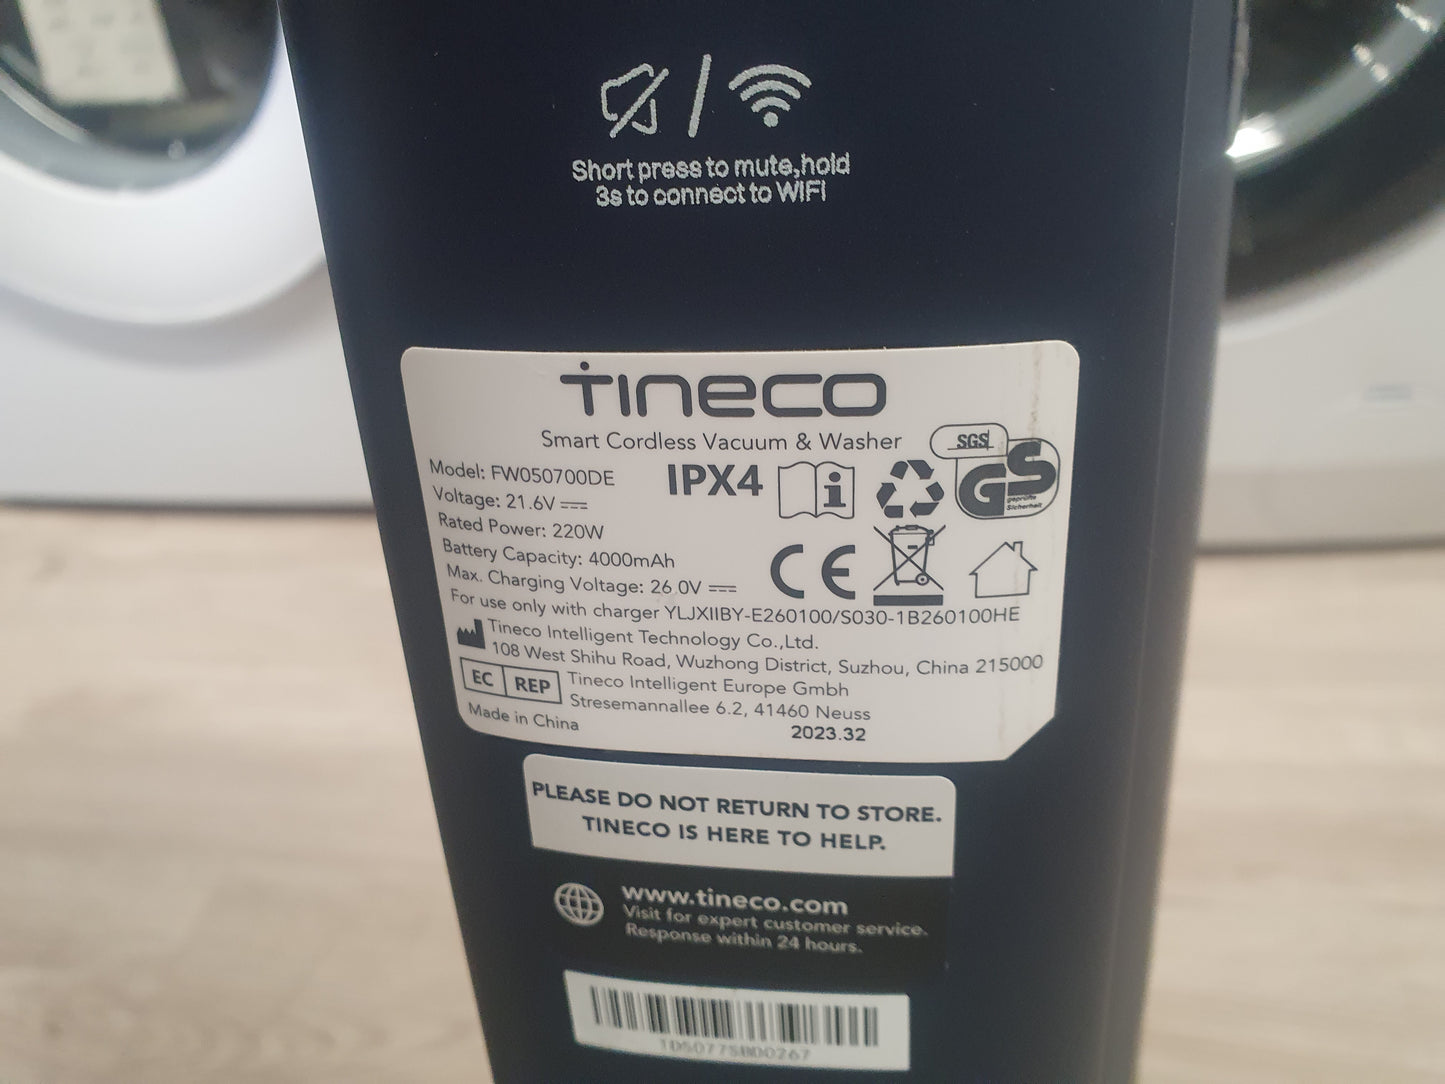 Short press to mute,hold
3s to connect to WIFI
TINECO
Smart Cordless Vacuum & Washer
Model: FW050700DE
IPX4
SGS
GS
geprüfte
Sicherheit
Voltage: 21.6V
Rated Power: 220W
Battery Capacity: 4000mAh
Max. Charging Voltage: 26.0V
CE
For use only with charger YLJXIIBY-E260100/S030-1B260100HE
Tineco Intelligent Technology Co.,Ltd.
108 West Shihu Road, Wuzhong District, Suzhou, China 215000
EC REP
Tineco Intelligent Europe Gmbh
Stresemannallee 6.2, 41460 Neuss
Made in China
2023.32
PLEASE DO NOT RETURN TO STORE.
TINECO IS HERE TO HELP.
www.tineco.com
Visit for expert customer service.
Response within 24 hours.